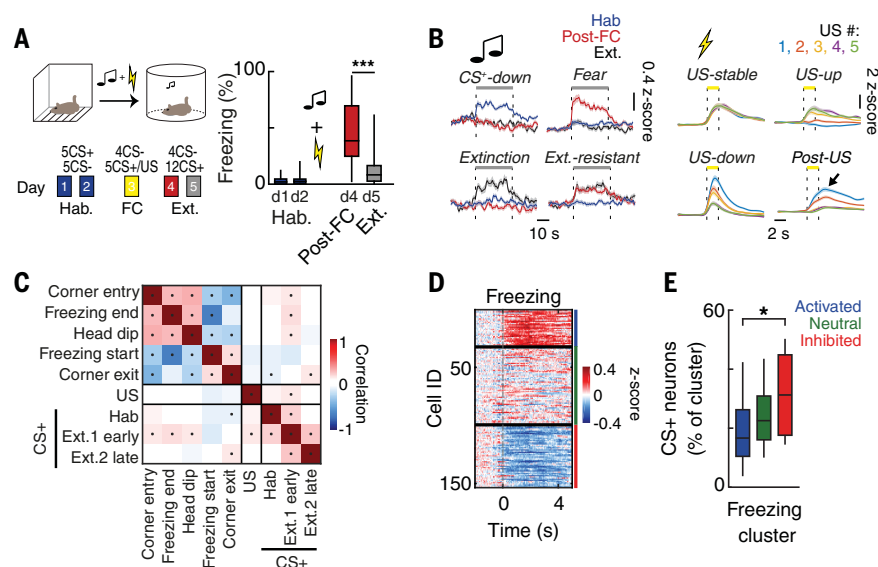 A
5CS+ 4CS- 4CS-
5CS- 5CS+/US 12CS+
Day 1 2 3 4 5
Hab. FC Ext.
Freezing (%)
100
0
***
+
d1 d2 d4 d5
Hab.
Post-FC
Ext.
B
Hab
Post-FC
Ext.
CS+-down
Fear
0.4 z-score
Extinction
Ext.-resistant
10 s
US #:
1, 2, 3, 4, 5
US-stable
US-up
2 z-score
US-down
Post-US
2 s
C
Corner entry
Freezing end
Head dip
Freezing start
Corner exit
US
Hab
CS+ Ext.1 early
Ext.2 late
Corner entry
Freezing end
Head dip
Freezing start
Corner exit
US
Hab
Ext.1 early
Ext.2 late
CS+
1
0
-1
Correlation
D
Freezing
Cell ID
50
150
0 4
Time (s)
0.4
-0.4
z-score
E
CS+ neurons
(% of cluster)
60
0
*
Activated
Neutral
Inhibited
Freezing
cluster